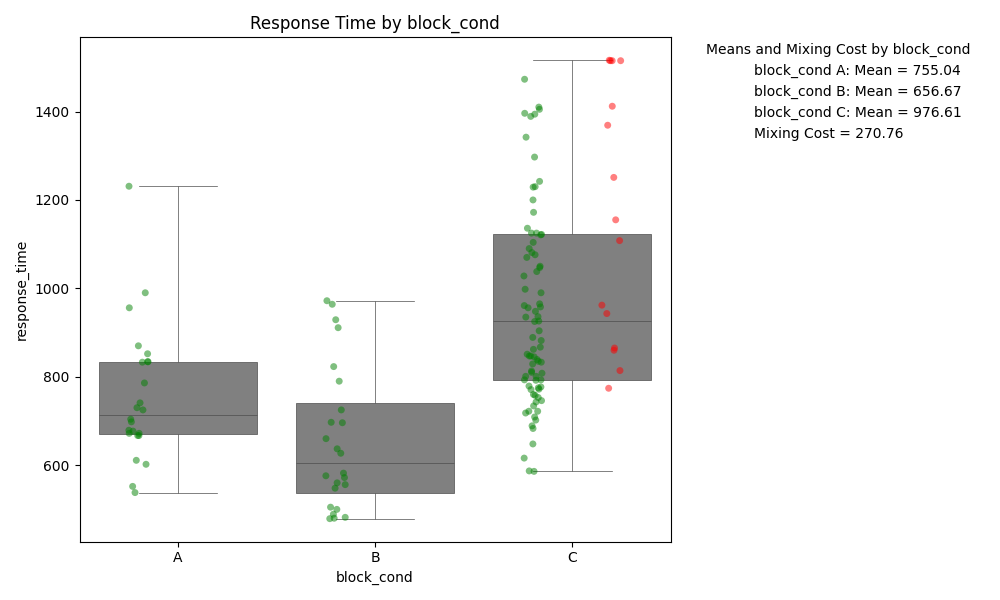 Response Time by block_cond
Means and Mixing Cost by block_cond
block_cond A: Mean = 755.04
block_cond B: Mean = 656.67
block_cond C: Mean = 976.61
Mixing Cost = 270.76
response_time
1400
1200
1000
800
600
A
B
C
block_cond